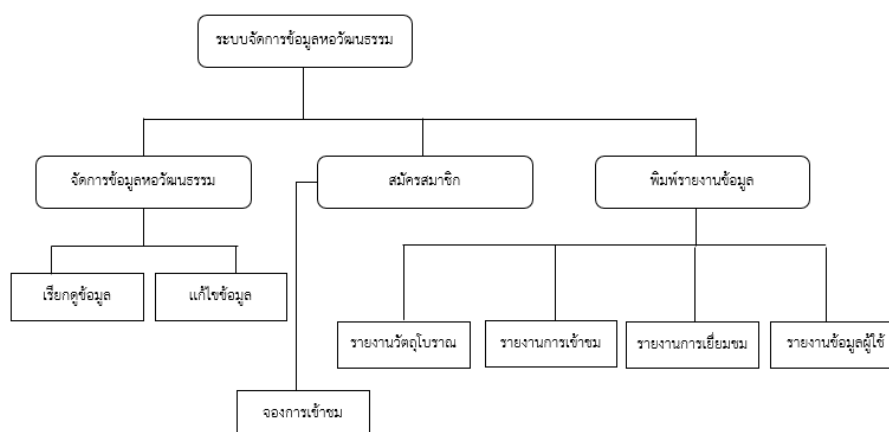 ระบบจัดการข้อมูลหอวัฒนธรรม
จัดการข้อมูลหอวัฒนธรรม
สมัครสมาชิก
พิมพ์รายงานข้อมูล
เรียกดูข้อมูล
แก้ไขข้อมูล
รายงานวัตถุโบราณ
รายงานการเข้าชม
รายงานการเยี่ยมชม
รายงานข้อมูลผู้ใช้
จองการเข้าชม